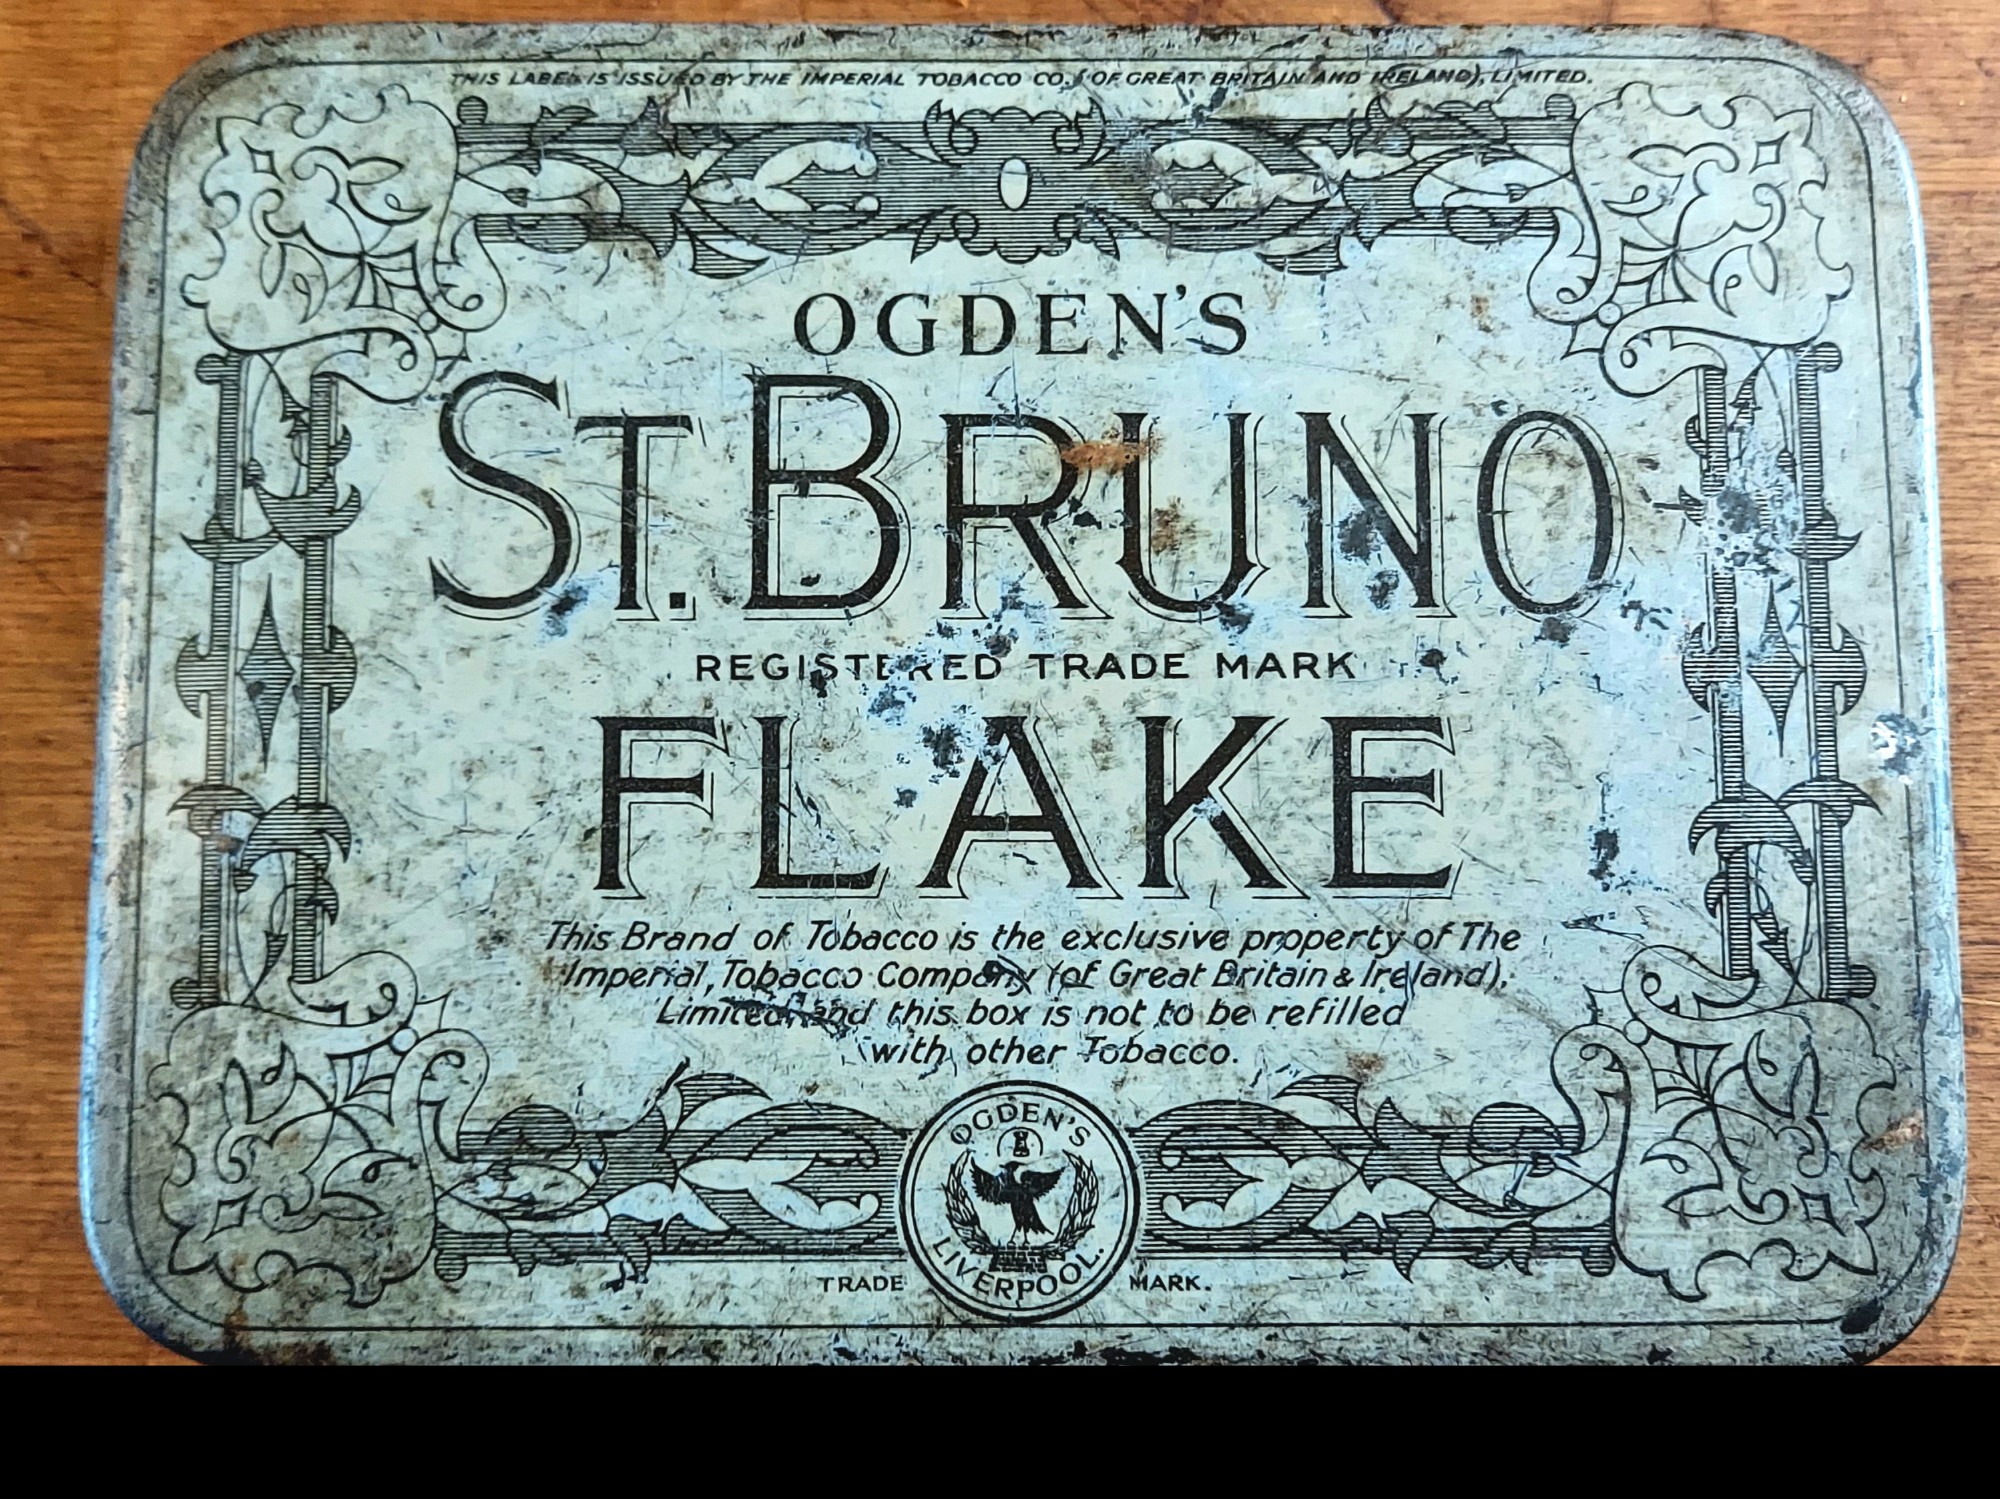 THIS LABEL IS ISSUED BY THE IMPERIAL TOBACCO CO., (OF GREAT BRITAIN AND IRELAND), LIMITED.
OGDEN'S
ST. BRUNO
REGISTERED TRADE MARK
FLAKE
This Brand of Tobacco is the exclusive property of The
Imperial Tobacco Company (of Great Britain & Ireland),
Limited, and this box is not to be refilled
with other Tobacco.
OGDEN'S
LIVERPOOL.
TRADE MARK.